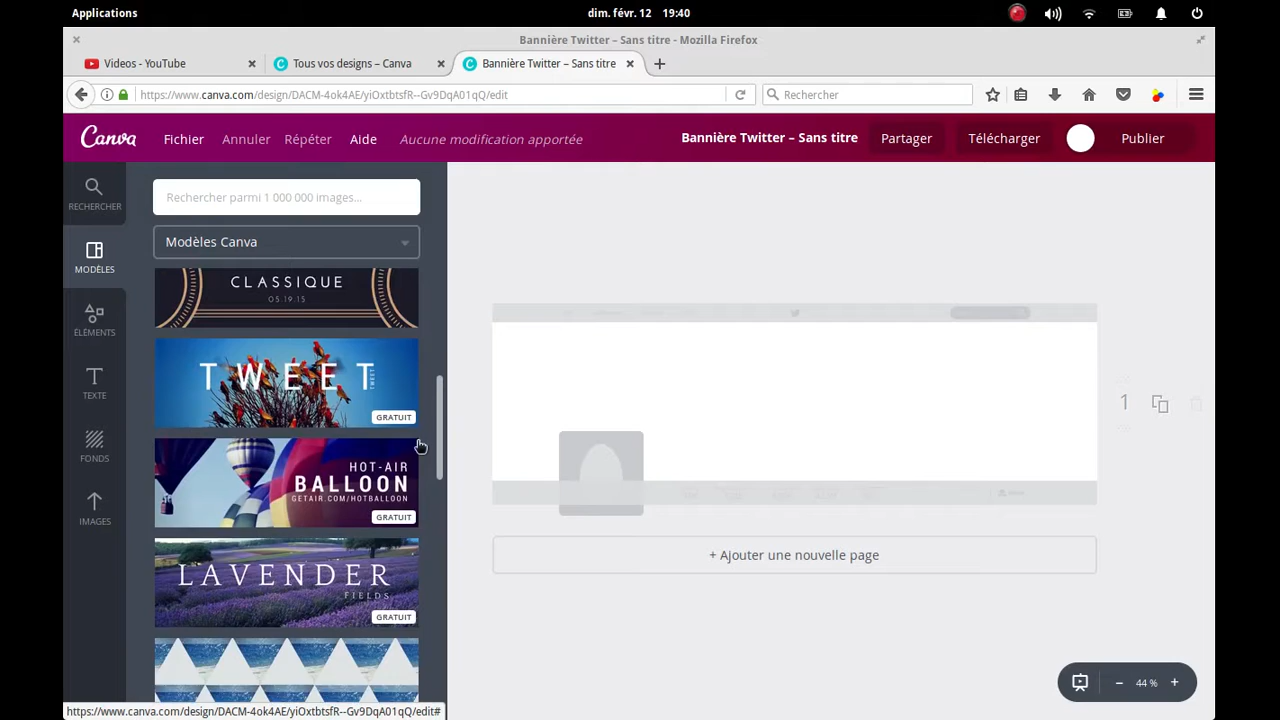 Applications
dim. févr. 12 19:40
Bannière Twitter – Sans titre - Mozilla Firefox
Videos - YouTube
Tous vos designs – Canva
Bannière Twitter – Sans titre
https://www.canva.com/design/DACM-4ok4AE/yiOxtbtsfR--Gv9DqA01qQ/edit
Rechercher
Canva
Fichier
Annuler
Répéter
Aide
Aucune modification apportée
Bannière Twitter – Sans titre
Partager
Télécharger
Publier
RECHERCHER
MODÈLES
ÉLÉMENTS
TEXTE
FONDS
IMAGES
Rechercher parmi 1 000 000 images...
Modèles Canva
CLASSIQUE
05.19.15
TWEET
TWEET
GRATUIT
HOT-AIR
BALLOON
GETAIR.COM/HOTBALLOON
GRATUIT
LAVENDER
FIELDS
GRATUIT
1
+ Ajouter une nouvelle page
44 %
https://www.canva.com/design/DACM-4ok4AE/yiOxtbtsfR--Gv9DqA01qQ/edit#